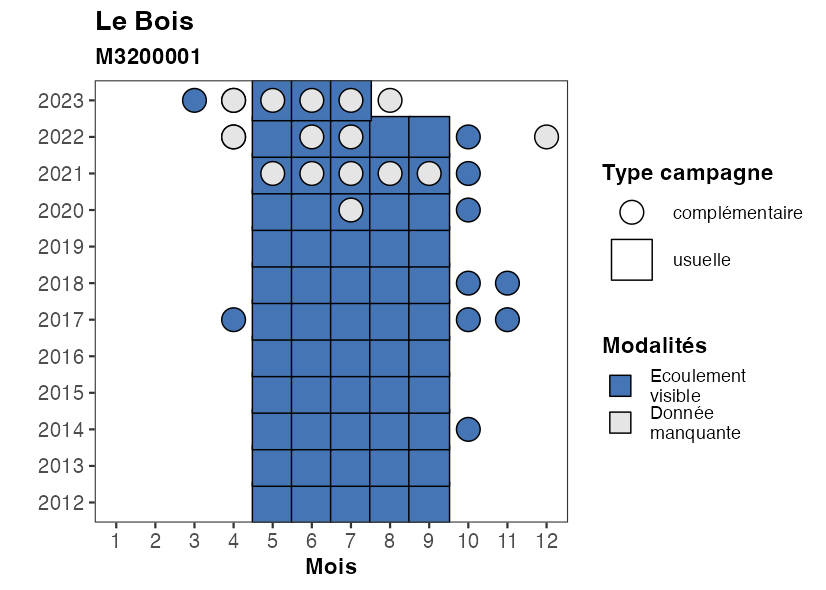 Le Bois
M3200001
2023
2022
2021
2020
2019
2018
2017
2016
2015
2014
2013
2012
1 2 3 4 5 6 7 8 9 10 11 12
Mois
Type campagne
complémentaire
usuelle
Modalités
Ecoulement
visible
Donnée
manquante